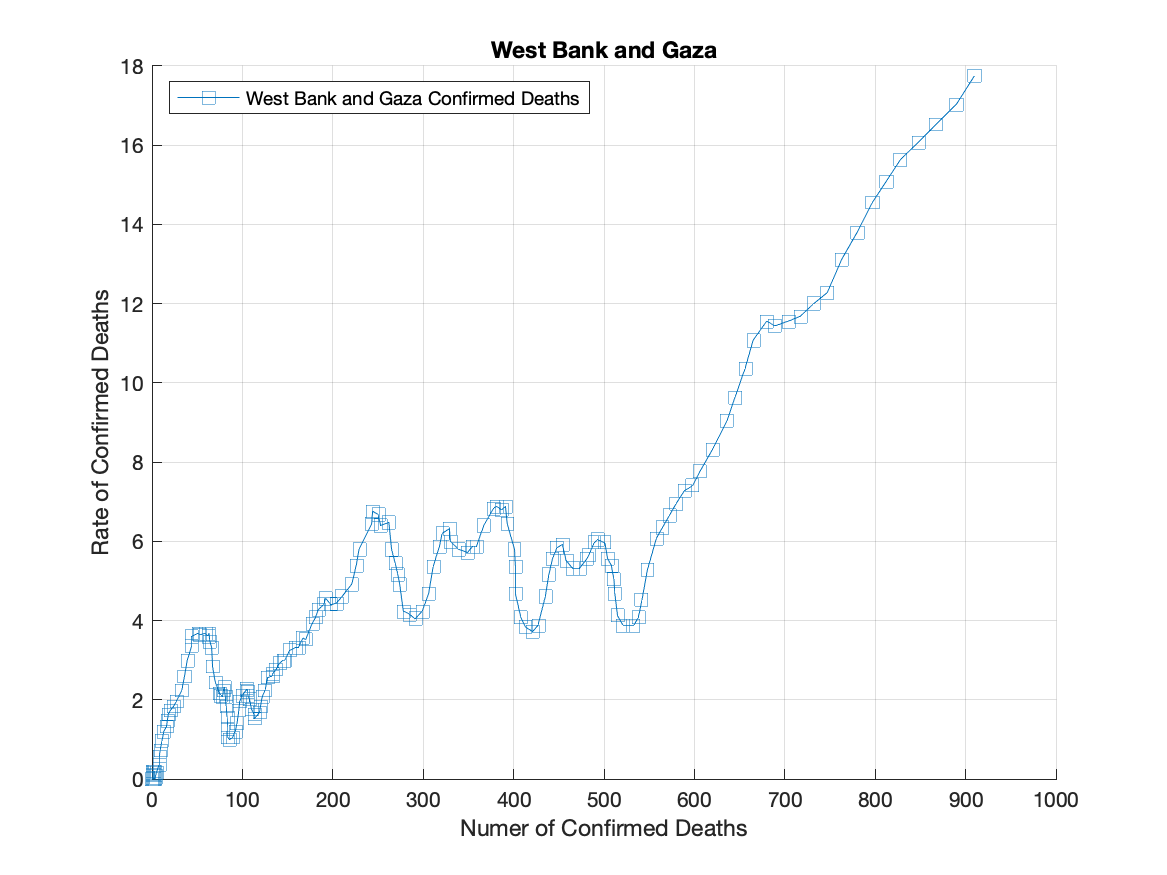 West Bank and Gaza
West Bank and Gaza Confirmed Deaths
18
16
14
12
10
8
6
4
2
0
Rate of Confirmed Deaths
0 100 200 300 400 500 600 700 800 900 1000
Numer of Confirmed Deaths